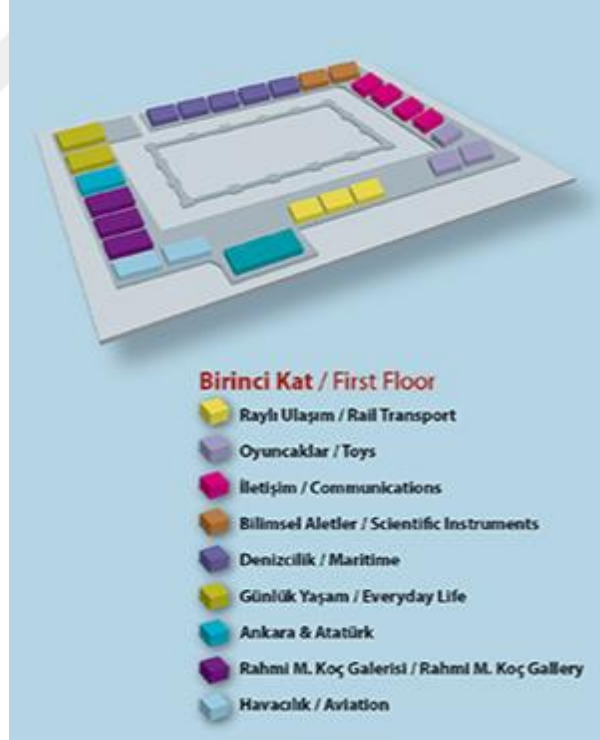 Birinci Kat / First Floor
Raylı Ulaşım / Rail Transport
Oyuncaklar / Toys
İletişim / Communications
Bilimsel Aletler / Scientific Instruments
Denizcilik / Maritime
Günlük Yaşam / Everyday Life
Ankara & Atatürk
Rahmi M. Koç Galerisi / Rahmi M. Koç Gallery
Havacılık / Aviation